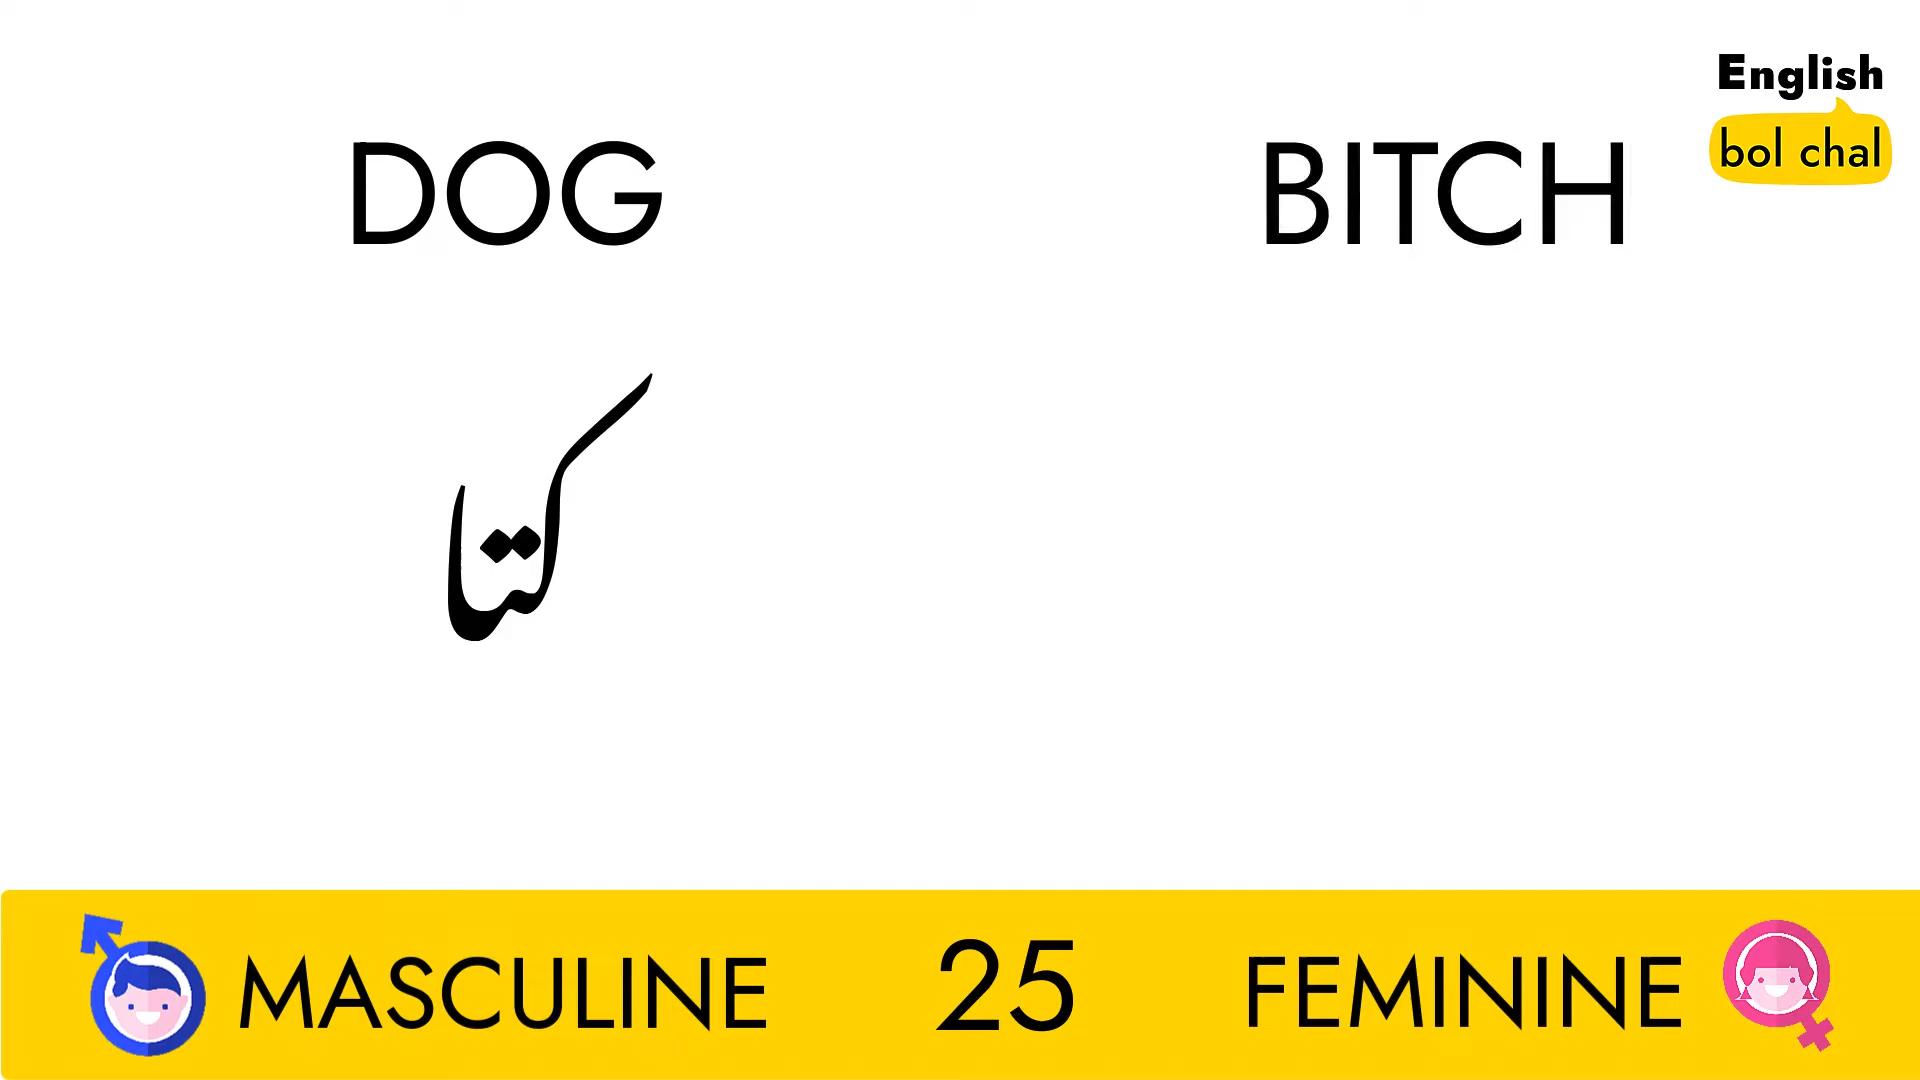 English
bol chal
DOG
BITCH
کتا
MASCULINE
25
FEMININE